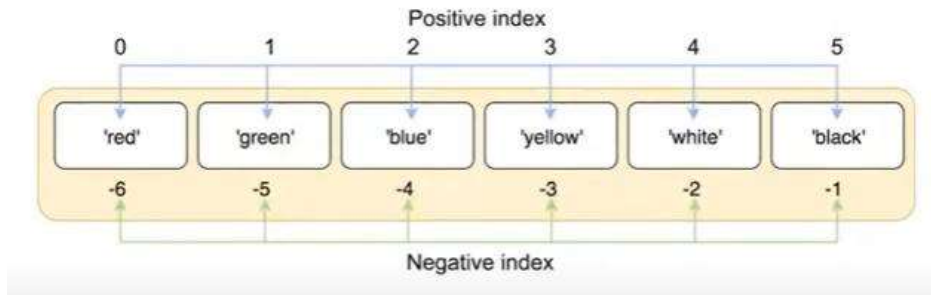 Positive index
0 1 2 3 4 5
'red' 'green' 'blue' 'yellow' 'white' 'black'
-6 -5 -4 -3 -2 -1
Negative index